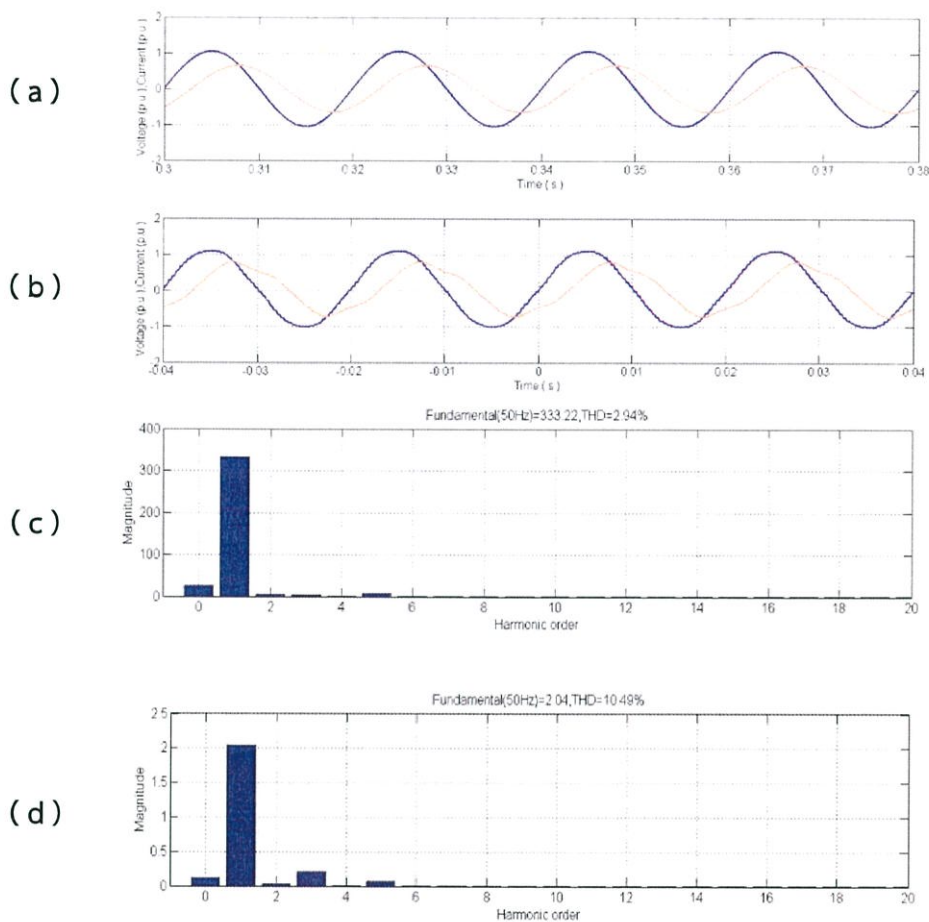 (a)
Voltage (p.u.),Current (p.u.)
2
1
0
-1
-2
0.3 0.31 0.32 0.33 0.34 0.35 0.36 0.37 0.38
Time (s)
(b)
Voltage (p.u.),Current (p.u.)
2
1
0
-1
-2
-0.04 -0.03 -0.02 -0.01 0 0.01 0.02 0.03 0.04
Time (s)
Fundamental(50Hz)=333.22,THD=2.94%
(c)
Magnitude
400
300
200
100
0
0 2 4 6 8 10 12 14 16 18 20
Harmonic order
Fundamental(50Hz)=2.04,THD=10.49%
(d)
Magnitude
2.5
2
1.5
1
0.5
0
0 2 4 6 8 10 12 14 16 18 20
Harmonic order